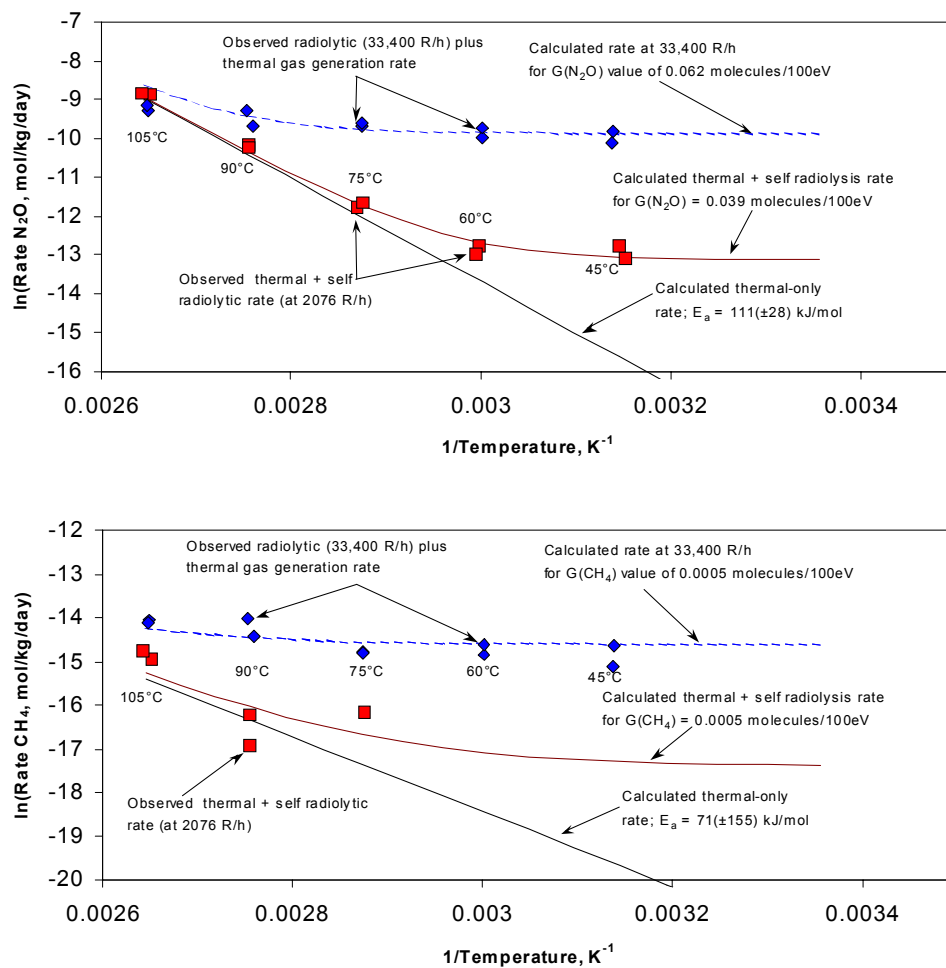 -7
-8
-9
-10
-11
-12
-13
-14
-15
-16
ln(Rate N₂O, mol/kg/day)
Observed radiolytic (33,400 R/h) plus
thermal gas generation rate
Calculated rate at 33,400 R/h
for G(N₂O) value of 0.062 molecules/100eV
105°C
90°C
75°C
60°C
45°C
Calculated thermal + self radiolysis rate
for G(N₂O) = 0.039 molecules/100eV
Observed thermal + self
radiolytic rate (at 2076 R/h)
Calculated thermal-only
rate; Eₐ = 111(±28) kJ/mol
0.0026 0.0028 0.003 0.0032 0.0034
1/Temperature, K⁻¹
-12
-13
-14
-15
-16
-17
-18
-19
-20
ln(Rate CH₄, mol/kg/day)
Observed radiolytic (33,400 R/h) plus
thermal gas generation rate
Calculated rate at 33,400 R/h
for G(CH₄) value of 0.0005 molecules/100eV
105°C
90°C
75°C
60°C
45°C
Calculated thermal + self radiolysis rate
for G(CH₄) = 0.0005 molecules/100eV
Observed thermal + self radiolytic
rate (at 2076 R/h)
Calculated thermal-only
rate; Eₐ = 71(±155) kJ/mol
0.0026 0.0028 0.003 0.0032 0.0034
1/Temperature, K⁻¹